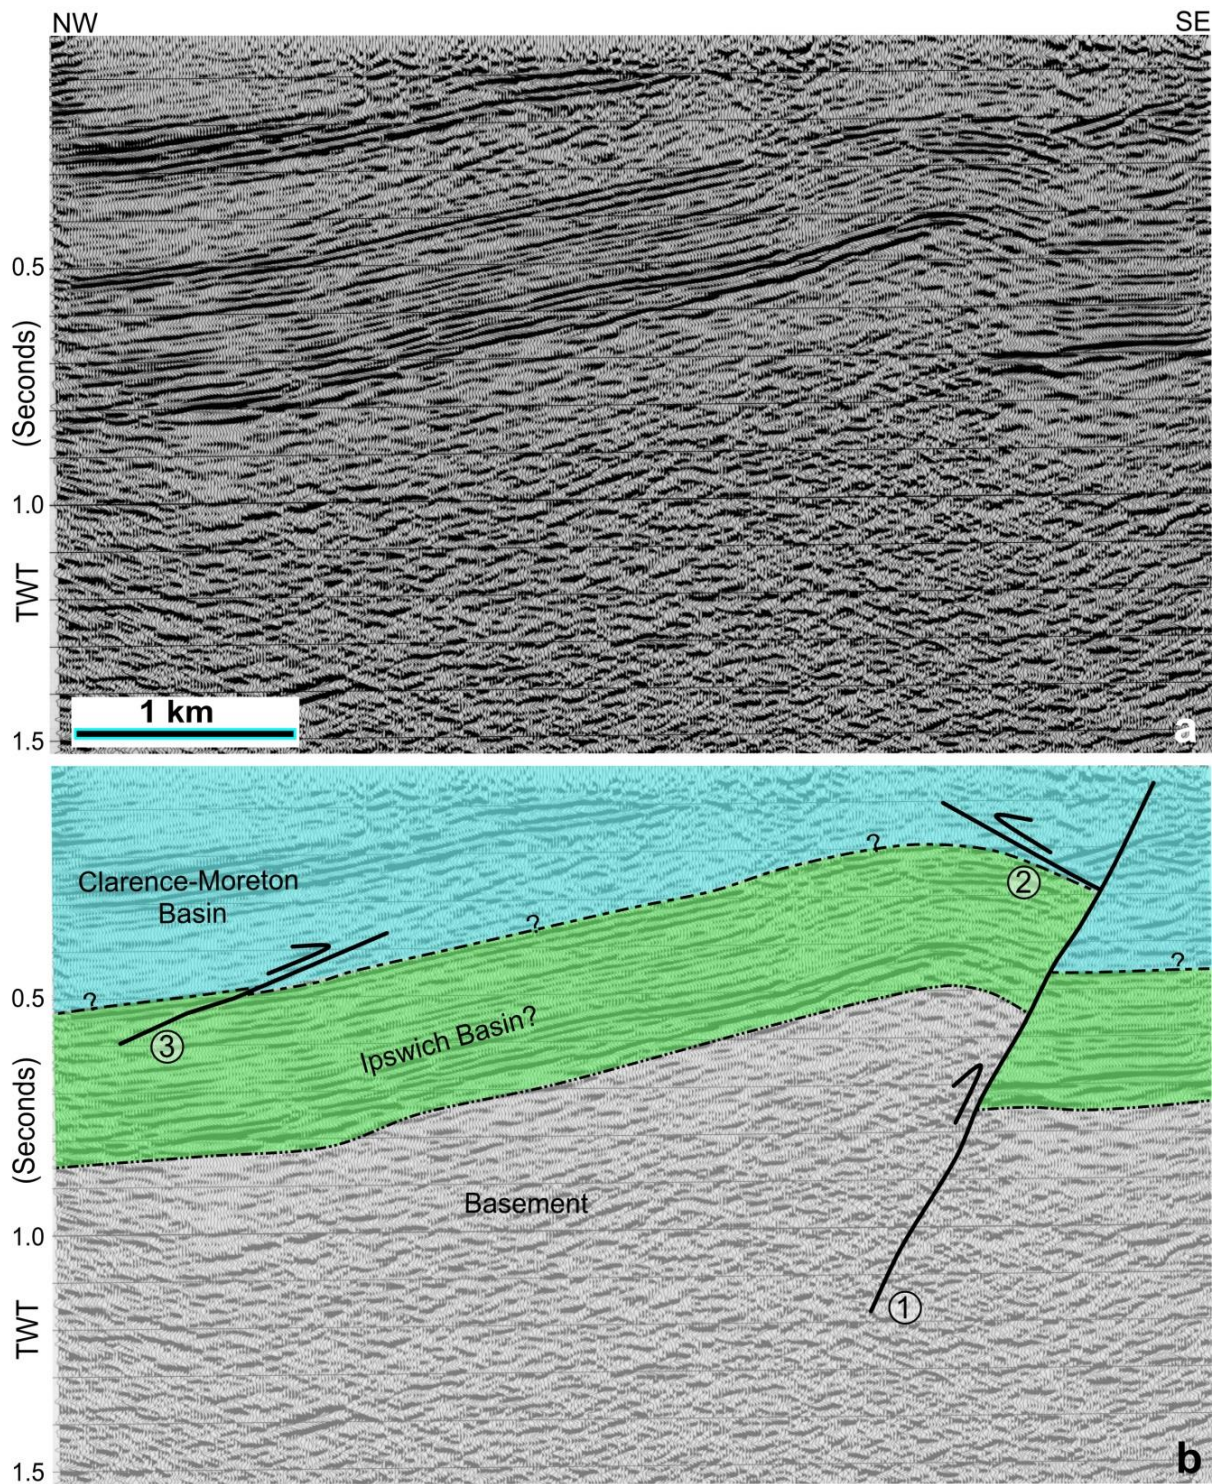 NW SE
0.5
(Seconds)
1.0
TWT
1 km
1.5
a
?
Clarence-Moreton
Basin
2
?
?
?
0.5
3
Ipswich Basin?
(Seconds)
Basement
1.0
1
TWT
1.5
b